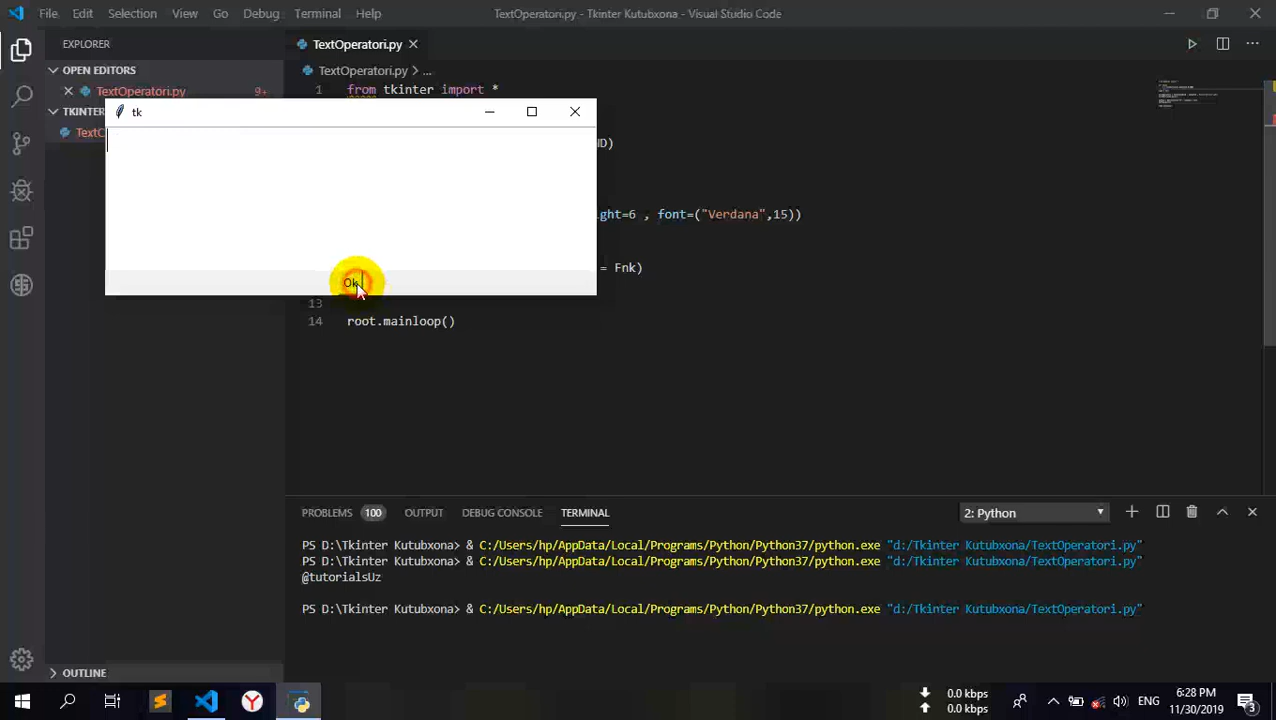 File Edit Selection View Go Debug Terminal Help TextOperatori.py - Tkinter Kutubxona - Visual Studio Code
EXPLORER
TextOperatori.py
OPEN EDITORS
TextOperatori.py 9+
TextOperatori.py > ...
TKINTER
TextC
1 from tkinter import *
tk
ND)
ght=6 , font=("Verdana",15))
= Fnk)
Ok
13
14 root.mainloop()
PROBLEMS 100 OUTPUT DEBUG CONSOLE TERMINAL 2: Python
PS D:\Tkinter Kutubxona> & C:/Users/hp/AppData/Local/Programs/Python/Python37/python.exe "d:/Tkinter Kutubxona/TextOperatori.py"
PS D:\Tkinter Kutubxona> & C:/Users/hp/AppData/Local/Programs/Python/Python37/python.exe "d:/Tkinter Kutubxona/TextOperatori.py"
@tutorialsUz
PS D:\Tkinter Kutubxona> & C:/Users/hp/AppData/Local/Programs/Python/Python37/python.exe "d:/Tkinter Kutubxona/TextOperatori.py"
OUTLINE
0.0 kbps
0.0 kbps
ENG
6:28 PM
11/30/2019
3